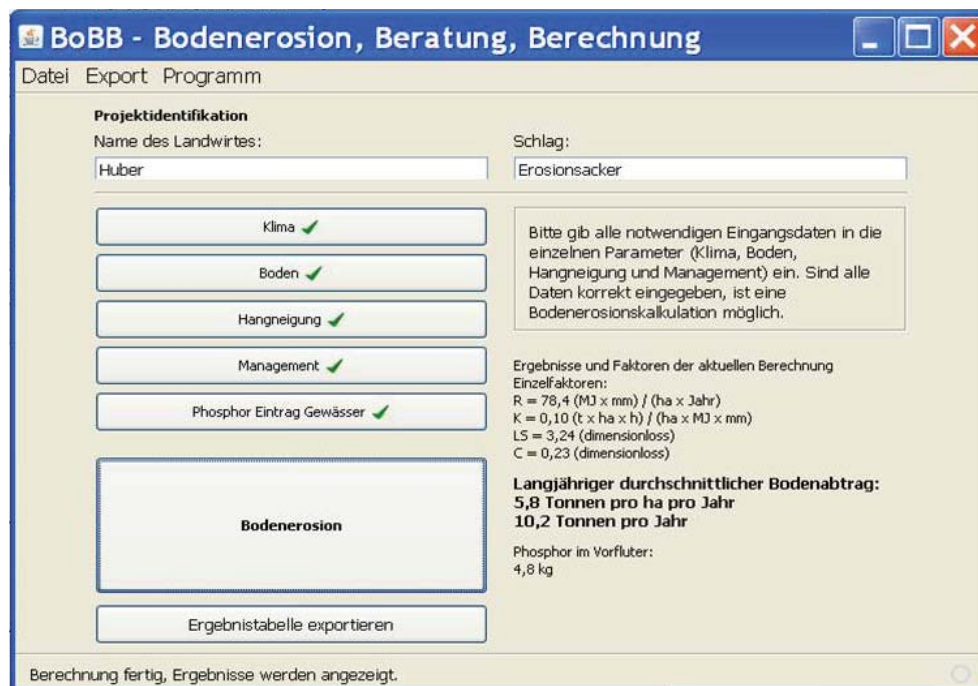 BoBB - Bodenerosion, Beratung, Berechnung
Datei Export Programm
Projektidentifikation
Name des Landwirtes:
Huber
Schlag:
Erosionsacker
Klima
Boden
Hangneigung
Management
Phosphor Eintrag Gewässer
Bodenerosion
Ergebnistabelle exportieren
Bitte gib alle notwendigen Eingangsdaten in die
einzelnen Parameter (Klima, Boden,
Hangneigung und Management) ein. Sind alle
Daten korrekt eingegeben, ist eine
Bodenerosionskalkulation möglich.
Ergebnisse und Faktoren der aktuellen Berechnung
Einzelfaktoren:
R = 78,4 (MJ x mm) / (ha x Jahr)
K = 0,10 (t x ha x h) / (ha x MJ x mm)
LS = 3,24 (dimensionloss)
C = 0,23 (dimensionloss)
Langjähriger durchschnittlicher Bodenabtrag:
5,8 Tonnen pro ha pro Jahr
10,2 Tonnen pro Jahr
Phosphor im Vorfluter:
4,8 kg
Berechnung fertig, Ergebnisse werden angezeigt.